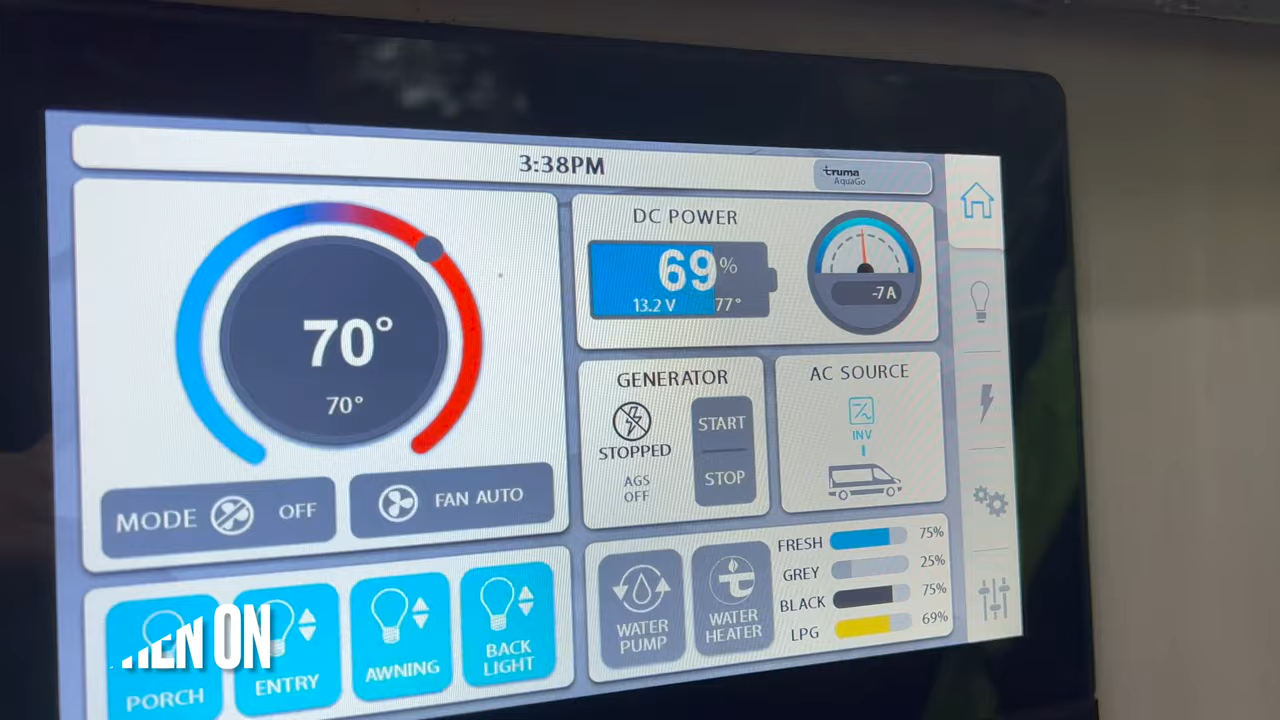 3:38PM
truma
AquaGo
70°
70°
MODE OFF
FAN AUTO
DC POWER
69%
13.2 V 77°
-7 A
GENERATOR
STOPPED
AGS
OFF
START
STOP
AC SOURCE
INV
PORCH
ENTRY
AWNING
BACK
LIGHT
WATER
PUMP
WATER
HEATER
FRESH 75%
GREY 25%
BLACK 75%
LPG 69%
ON